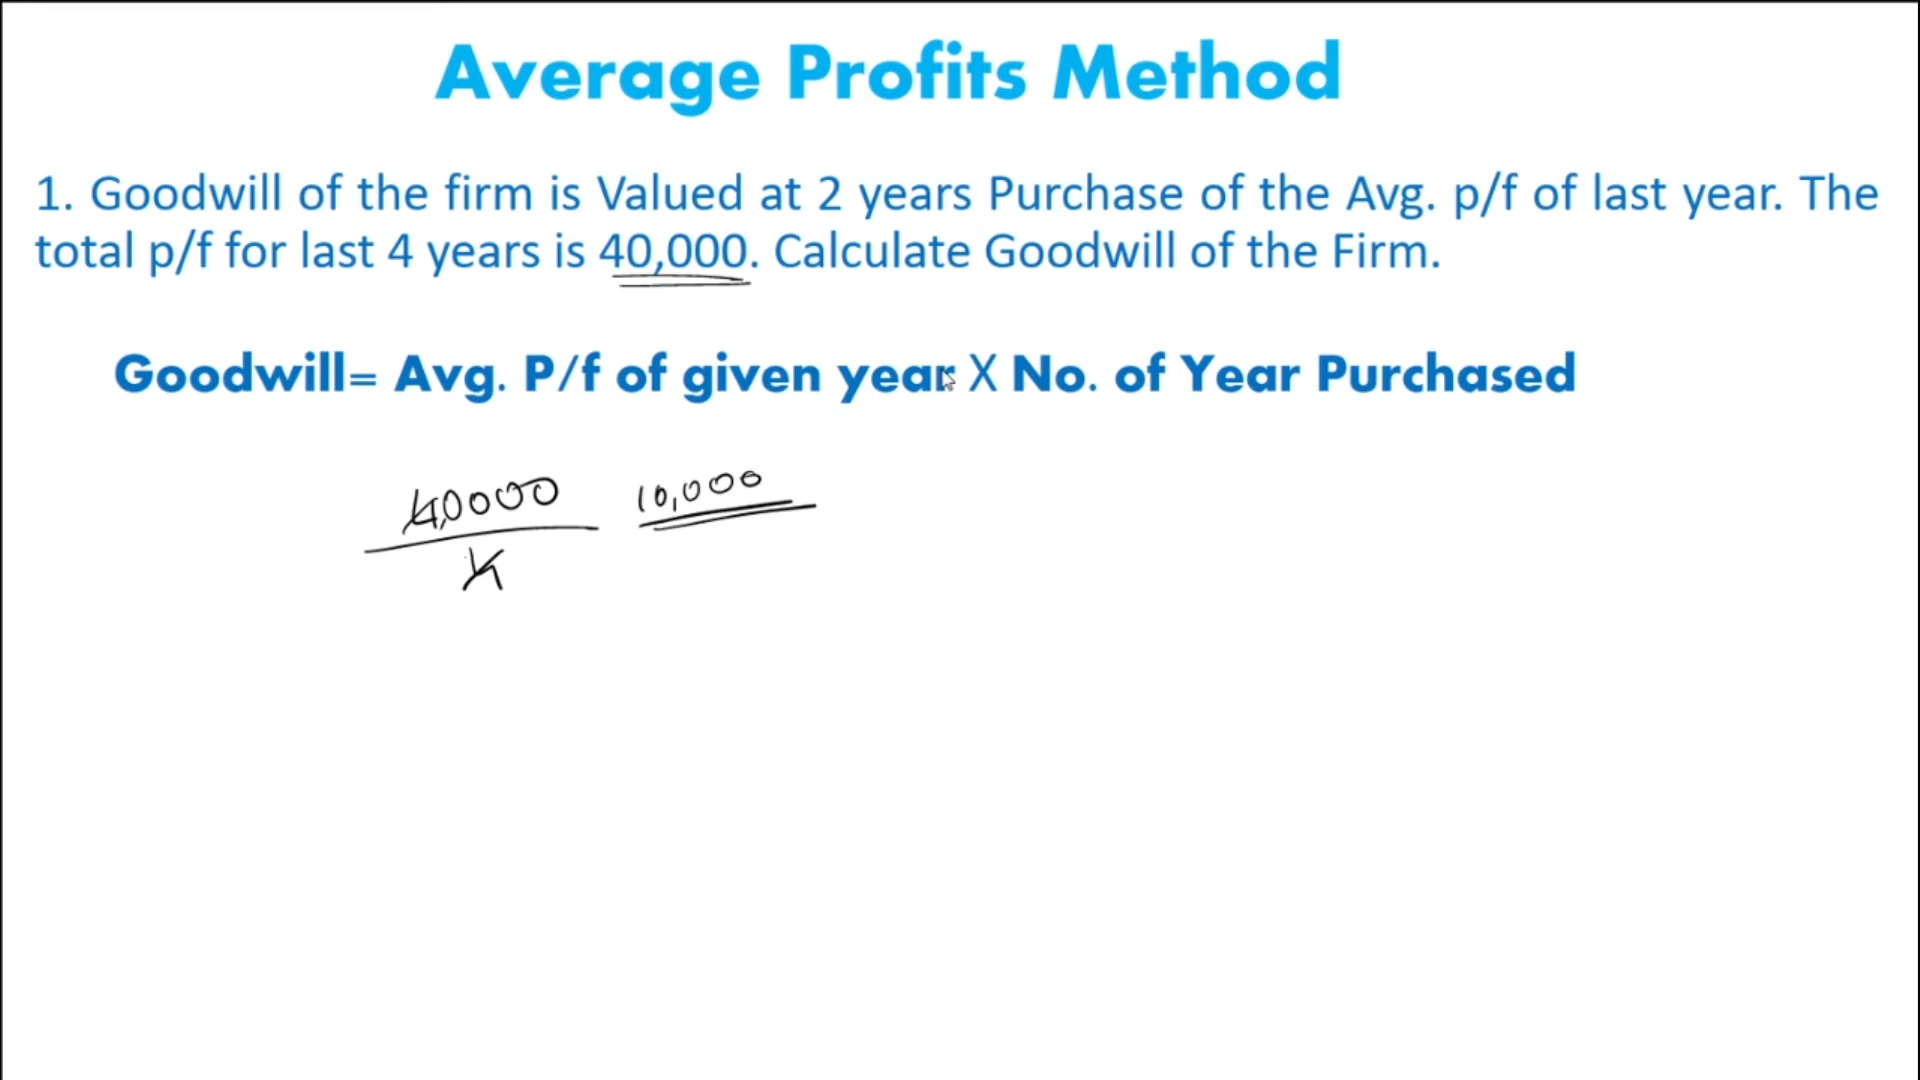 Average Profits Method
1. Goodwill of the firm is Valued at 2 years Purchase of the Avg. p/f of last year. The
total p/f for last 4 years is 40,000. Calculate Goodwill of the Firm.
Goodwill= Avg. P/f of given year X No. of Year Purchased
40000 10,000
4